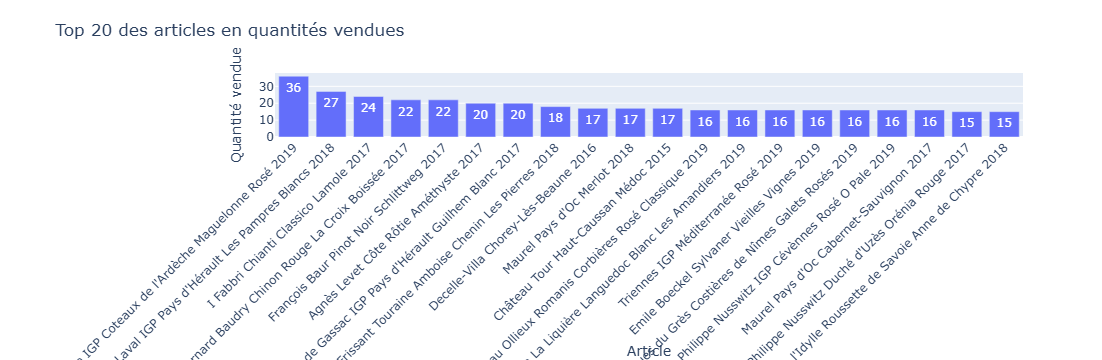 Top 20 des articles en quantités vendues
Quantité vendue
30
20
10
0
36
27
24
22
22
20
20
18
17
17
17
16
16
16
16
16
16
16
15
15
IGP Coteaux de l'Ardèche Maguelonne Rosé 2019
Laval IGP Pays d'Hérault Les Pampres Blancs 2018
I Fabbri Chianti Classico Lamole 2017
Baudry Chinon Rouge La Croix Boissée 2017
François Baur Pinot Noir Schlittweg 2017
Agnès Levet Côte Rôtie Améthyste 2017
de Gassac IGP Pays d'Hérault Guilhem Blanc 2017
Frissant Touraine Amboise Chenin Les Pierres 2018
Decelle-Villa Chorey-Lès-Beaune 2016
Maurel Pays d'Oc Merlot 2018
Château Tour Haut-Caussan Médoc 2015
Ollieux Romanis Corbières Rosé Classique 2019
La Liquière Languedoc Blanc Les Amandiers 2019
Triennes IGP Méditerranée Rosé 2019
Emile Boeckel Sylvaner Vieilles Vignes 2019
du Grès Costières de Nîmes Galets Rosés 2019
Philippe Nusswitz IGP Cévènnes Rosé O Pale 2019
Maurel Pays d'Oc Cabernet-Sauvignon 2017
Philippe Nusswitz Duché d'Uzès Orénia Rouge 2017
l'Idylle Roussette de Savoie Anne de Chypre 2018
Article